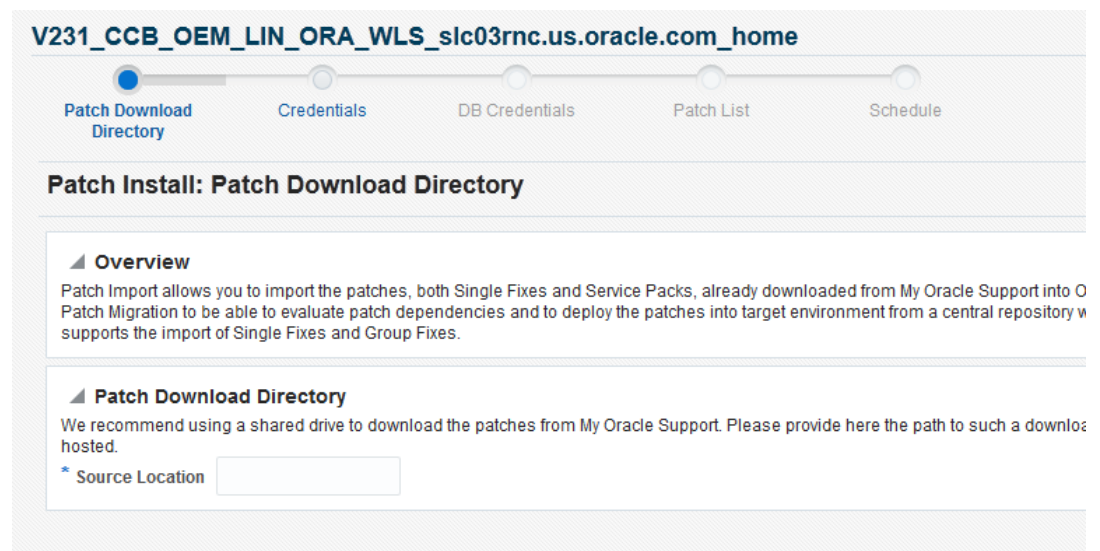 V231_CCB_OEM_LIN_ORA_WLS_slc03rnc.us.oracle.com_home
Patch Download
Directory
Credentials
DB Credentials
Patch List
Schedule
Patch Install: Patch Download Directory
Overview
Patch Import allows you to import the patches, both Single Fixes and Service Packs, already downloaded from My Oracle Support into O
Patch Migration to be able to evaluate patch dependencies and to deploy the patches into target environment from a central repository w
supports the import of Single Fixes and Group Fixes.
Patch Download Directory
We recommend using a shared drive to download the patches from My Oracle Support. Please provide here the path to such a downloa
hosted.
* Source Location